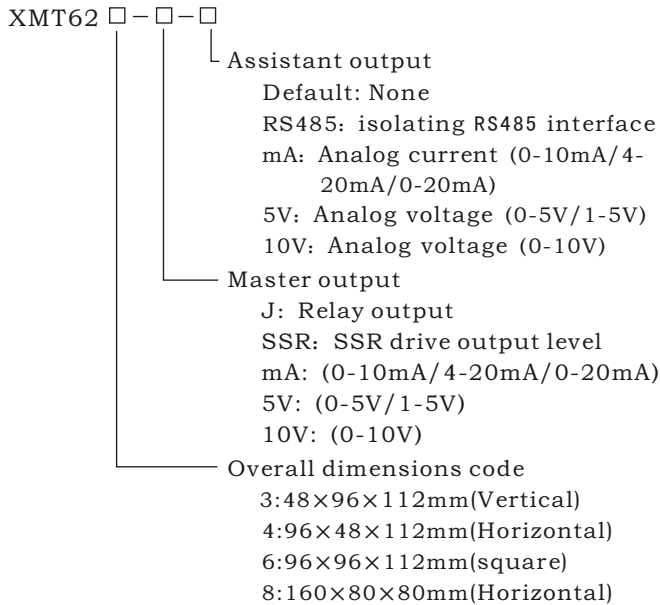 XMT62 □－□－□
Assistant output
Default: None
RS485: isolating RS485 interface
mA: Analog current (0-10mA/4-
20mA/0-20mA)
5V: Analog voltage (0-5V/1-5V)
10V: Analog voltage (0-10V)
Master output
J: Relay output
SSR: SSR drive output level
mA: (0-10mA/4-20mA/0-20mA)
5V: (0-5V/1-5V)
10V: (0-10V)
Overall dimensions code
3:48×96×112mm(Vertical)
4:96×48×112mm(Horizontal)
6:96×96×112mm(square)
8:160×80×80mm(Horizontal)